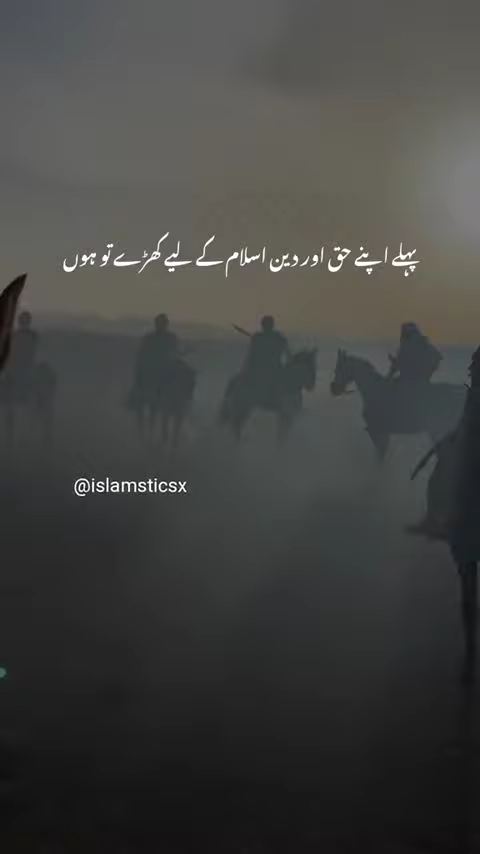 پہلے اپنے حق اور دین اسلام کے لیے کھڑے تو ہوں
@islamsticsx